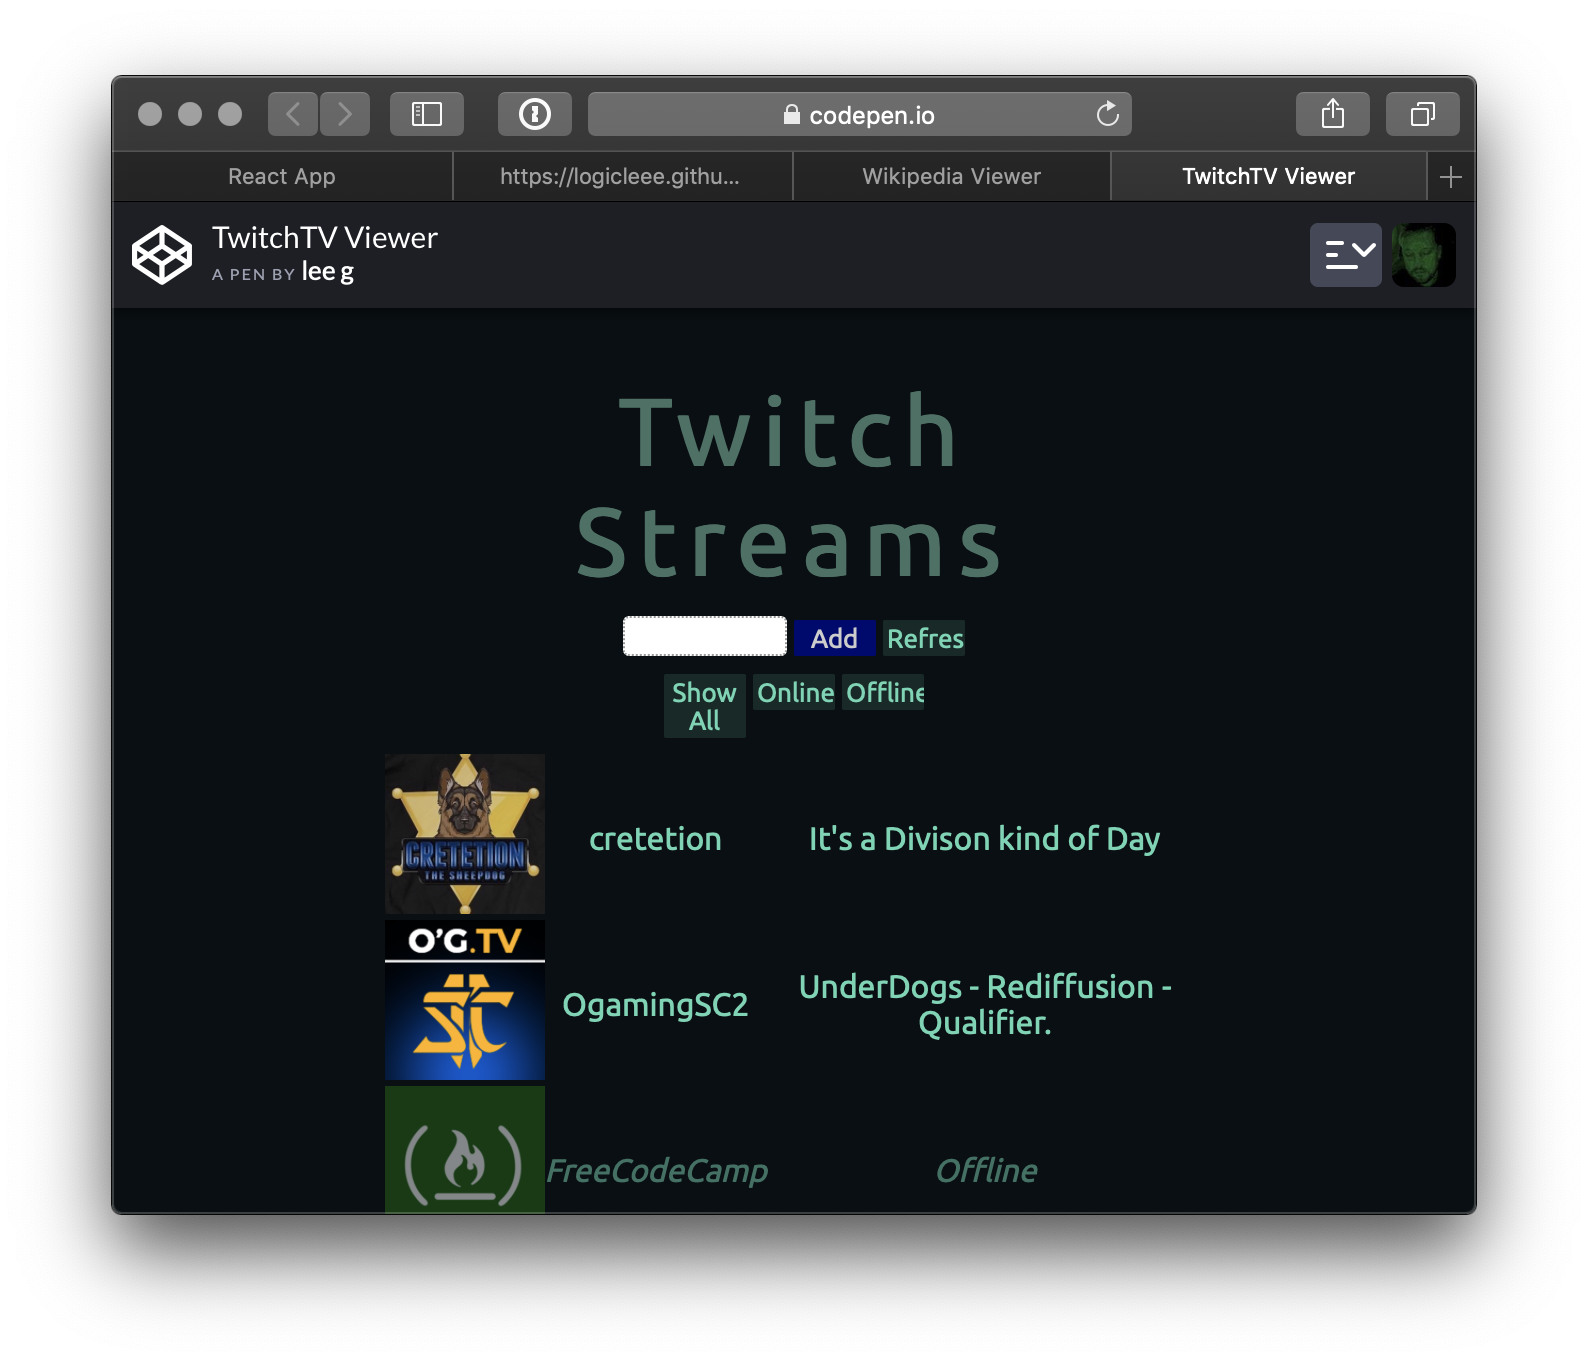 codepen.io
React App
https://logicleee.githu...
Wikipedia Viewer
TwitchTV Viewer
TwitchTV Viewer
A PEN BY lee g
Twitch
Streams
Add
Refres
Show
All
Online
Offline
CRETETION
THE SHEEPDOG
cretetion
It's a Divison kind of Day
O'G.TV
OgamingSC2
UnderDogs - Rediffusion -
Qualifier.
FreeCodeCamp
Offline